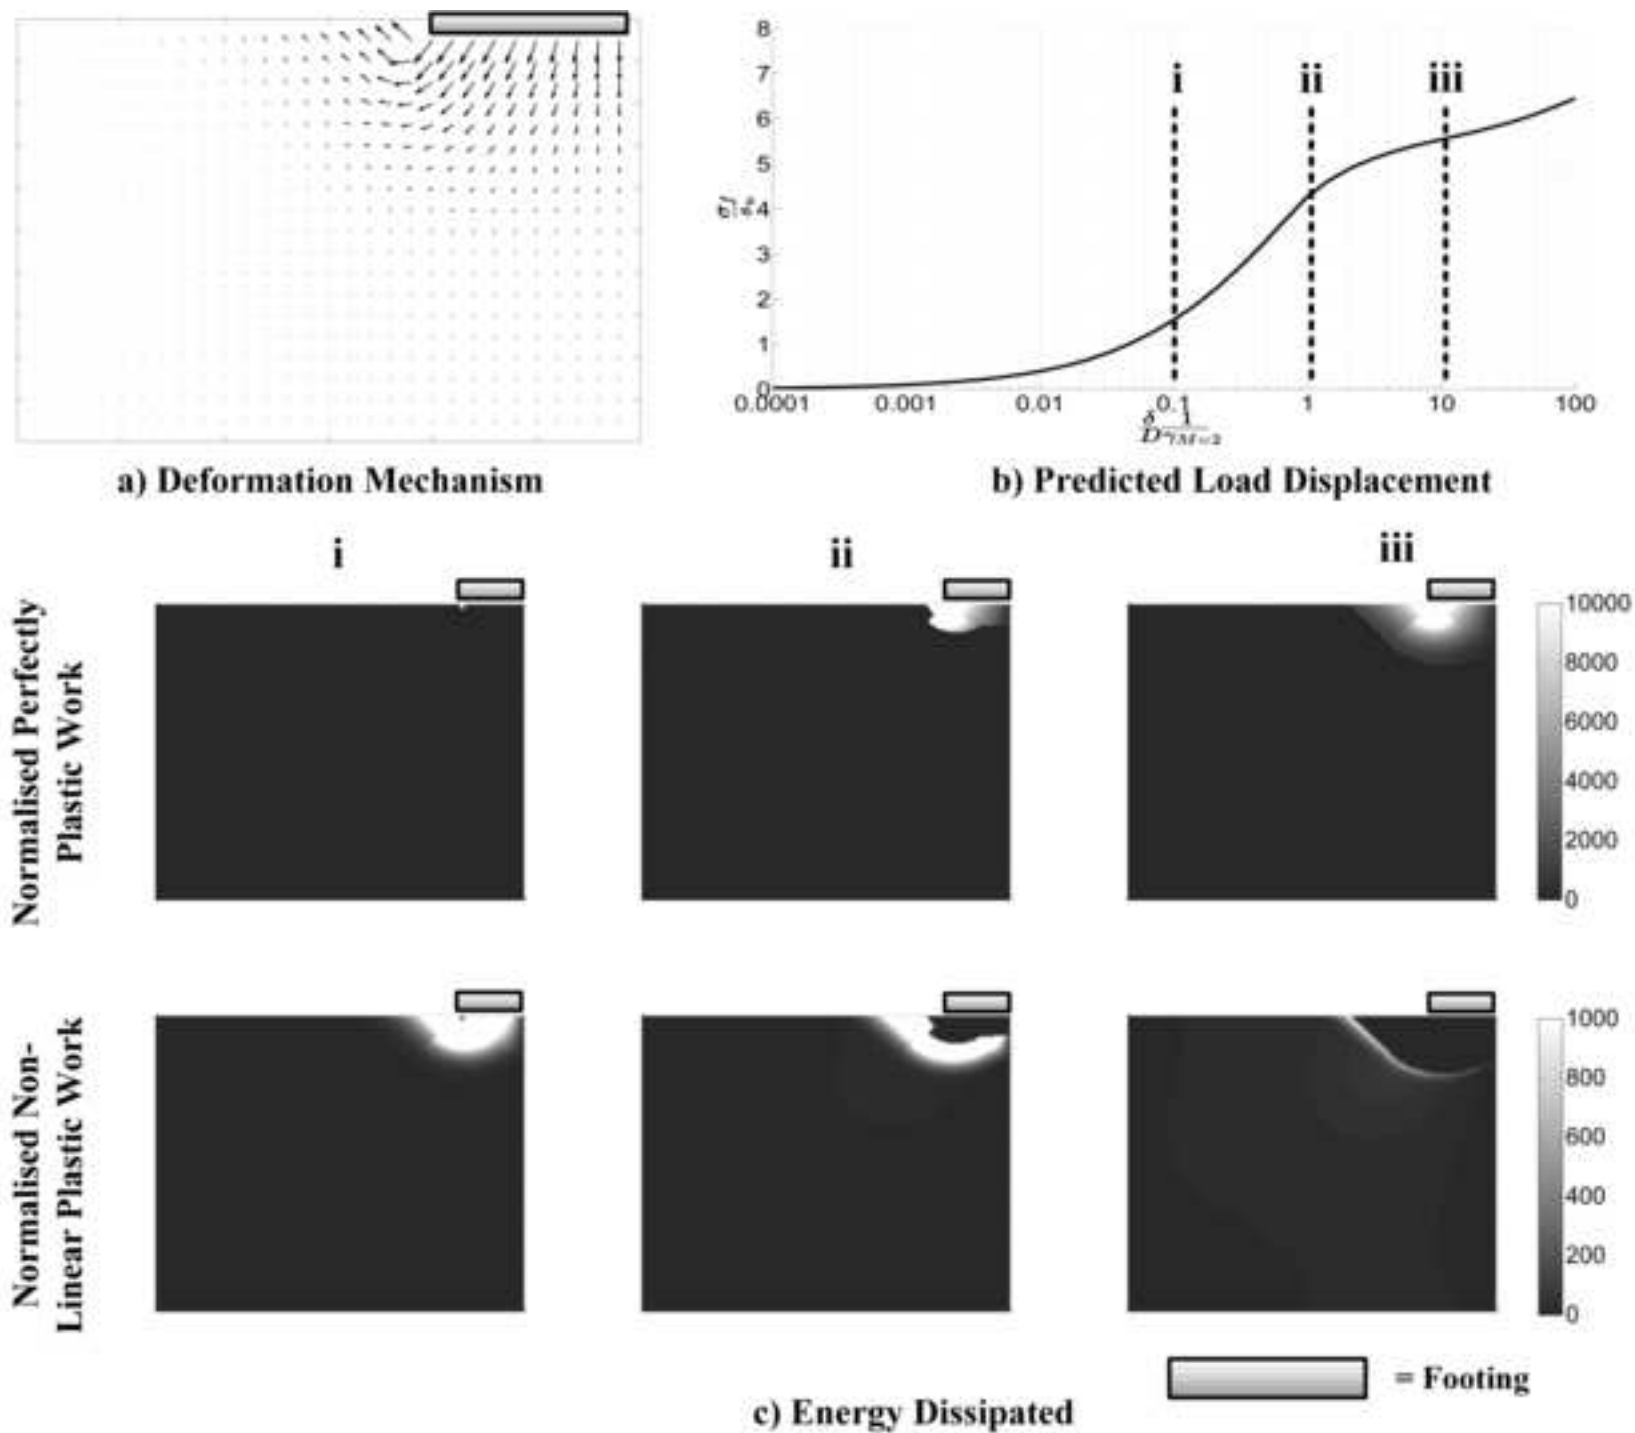 8
7
6
5
4
3
2
1
0
i
ii
iii
0.0001
0.001
0.01
0.1
1
10
100
a) Deformation Mechanism
b) Predicted Load Displacement
i
ii
iii
Normalised Perfectly
Plastic Work
10000
8000
6000
4000
2000
0
Normalised Non-
Linear Plastic Work
1000
800
600
400
200
0
= Footing
c) Energy Dissipated